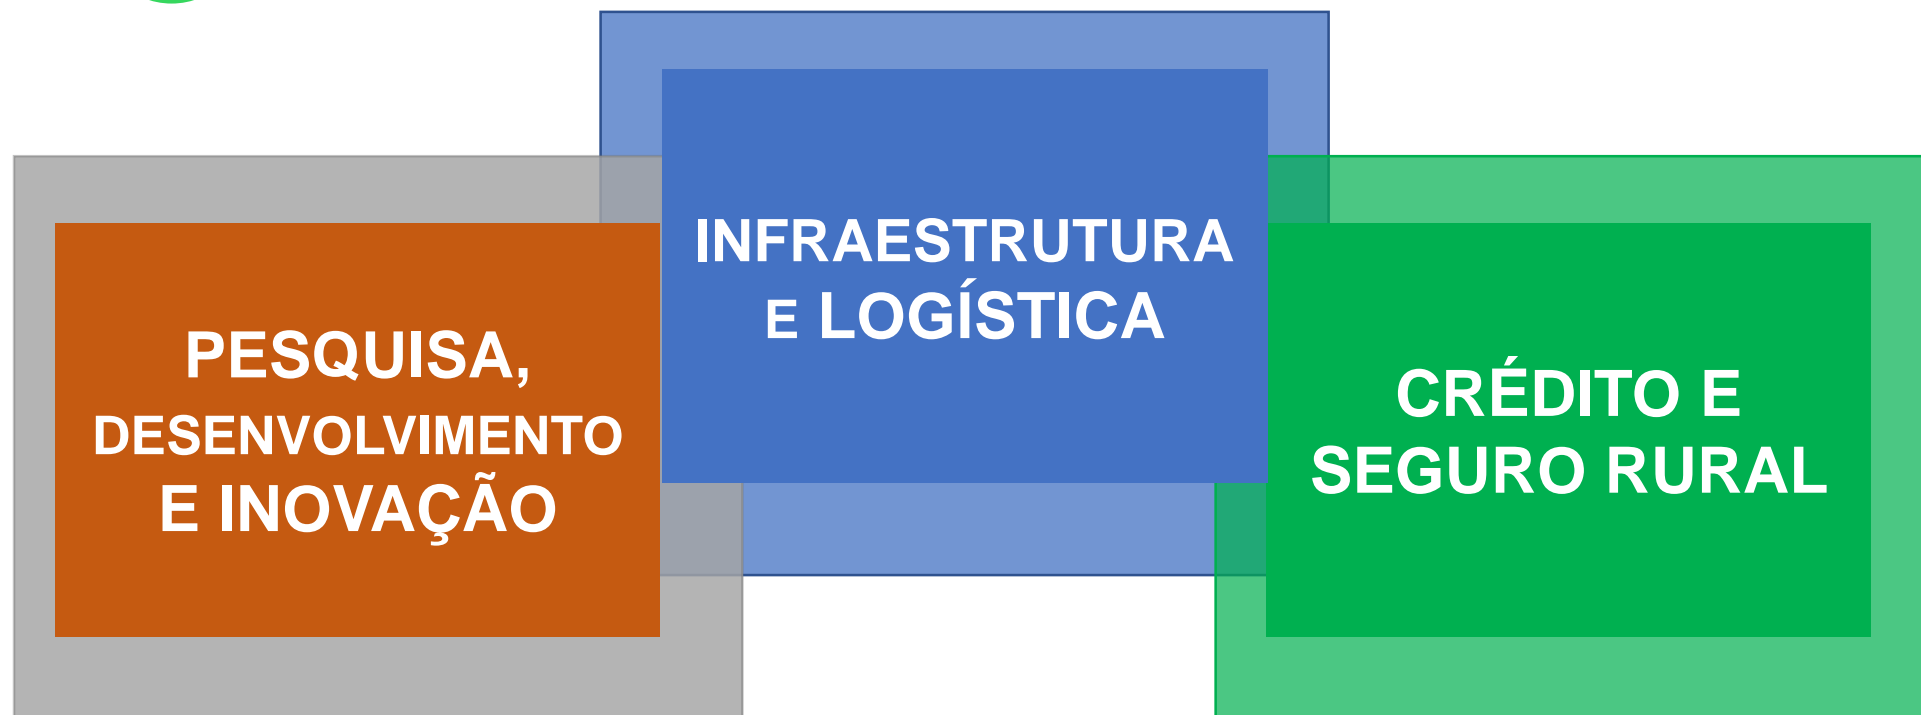 PESQUISA,
DESENVOLVIMENTO
E INOVAÇÃO
INFRAESTRUTURA
E LOGÍSTICA
CRÉDITO E
SEGURO RURAL